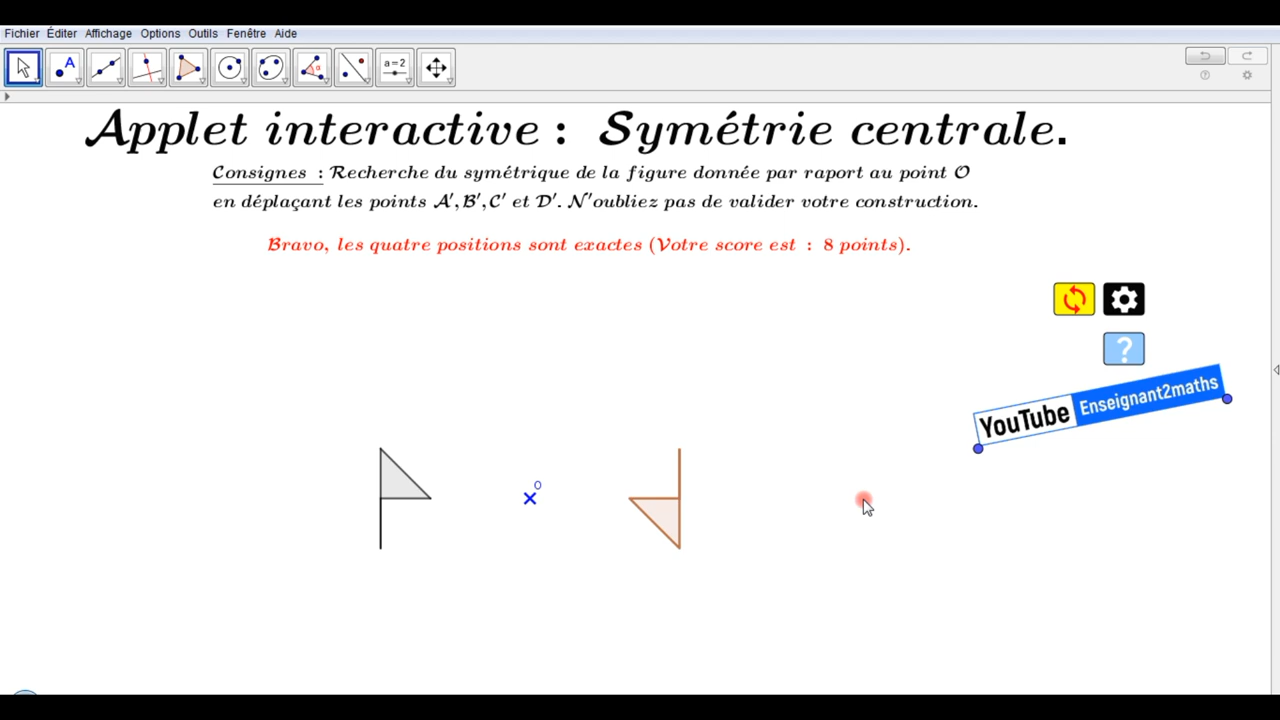 Fichier Éditer Affichage Options Outils Fenêtre Aide
A
α
a=2
Applet interactive : Symétrie centrale.
Consignes : Recherche du symétrique de la figure donnée par raport au point O
en déplaçant les points A′,B′,C′ et D′. N′oubliez pas de valider votre construction.
Bravo, les quatre positions sont exactes (Votre score est : 8 points).
?
YouTube Enseignant2maths
O